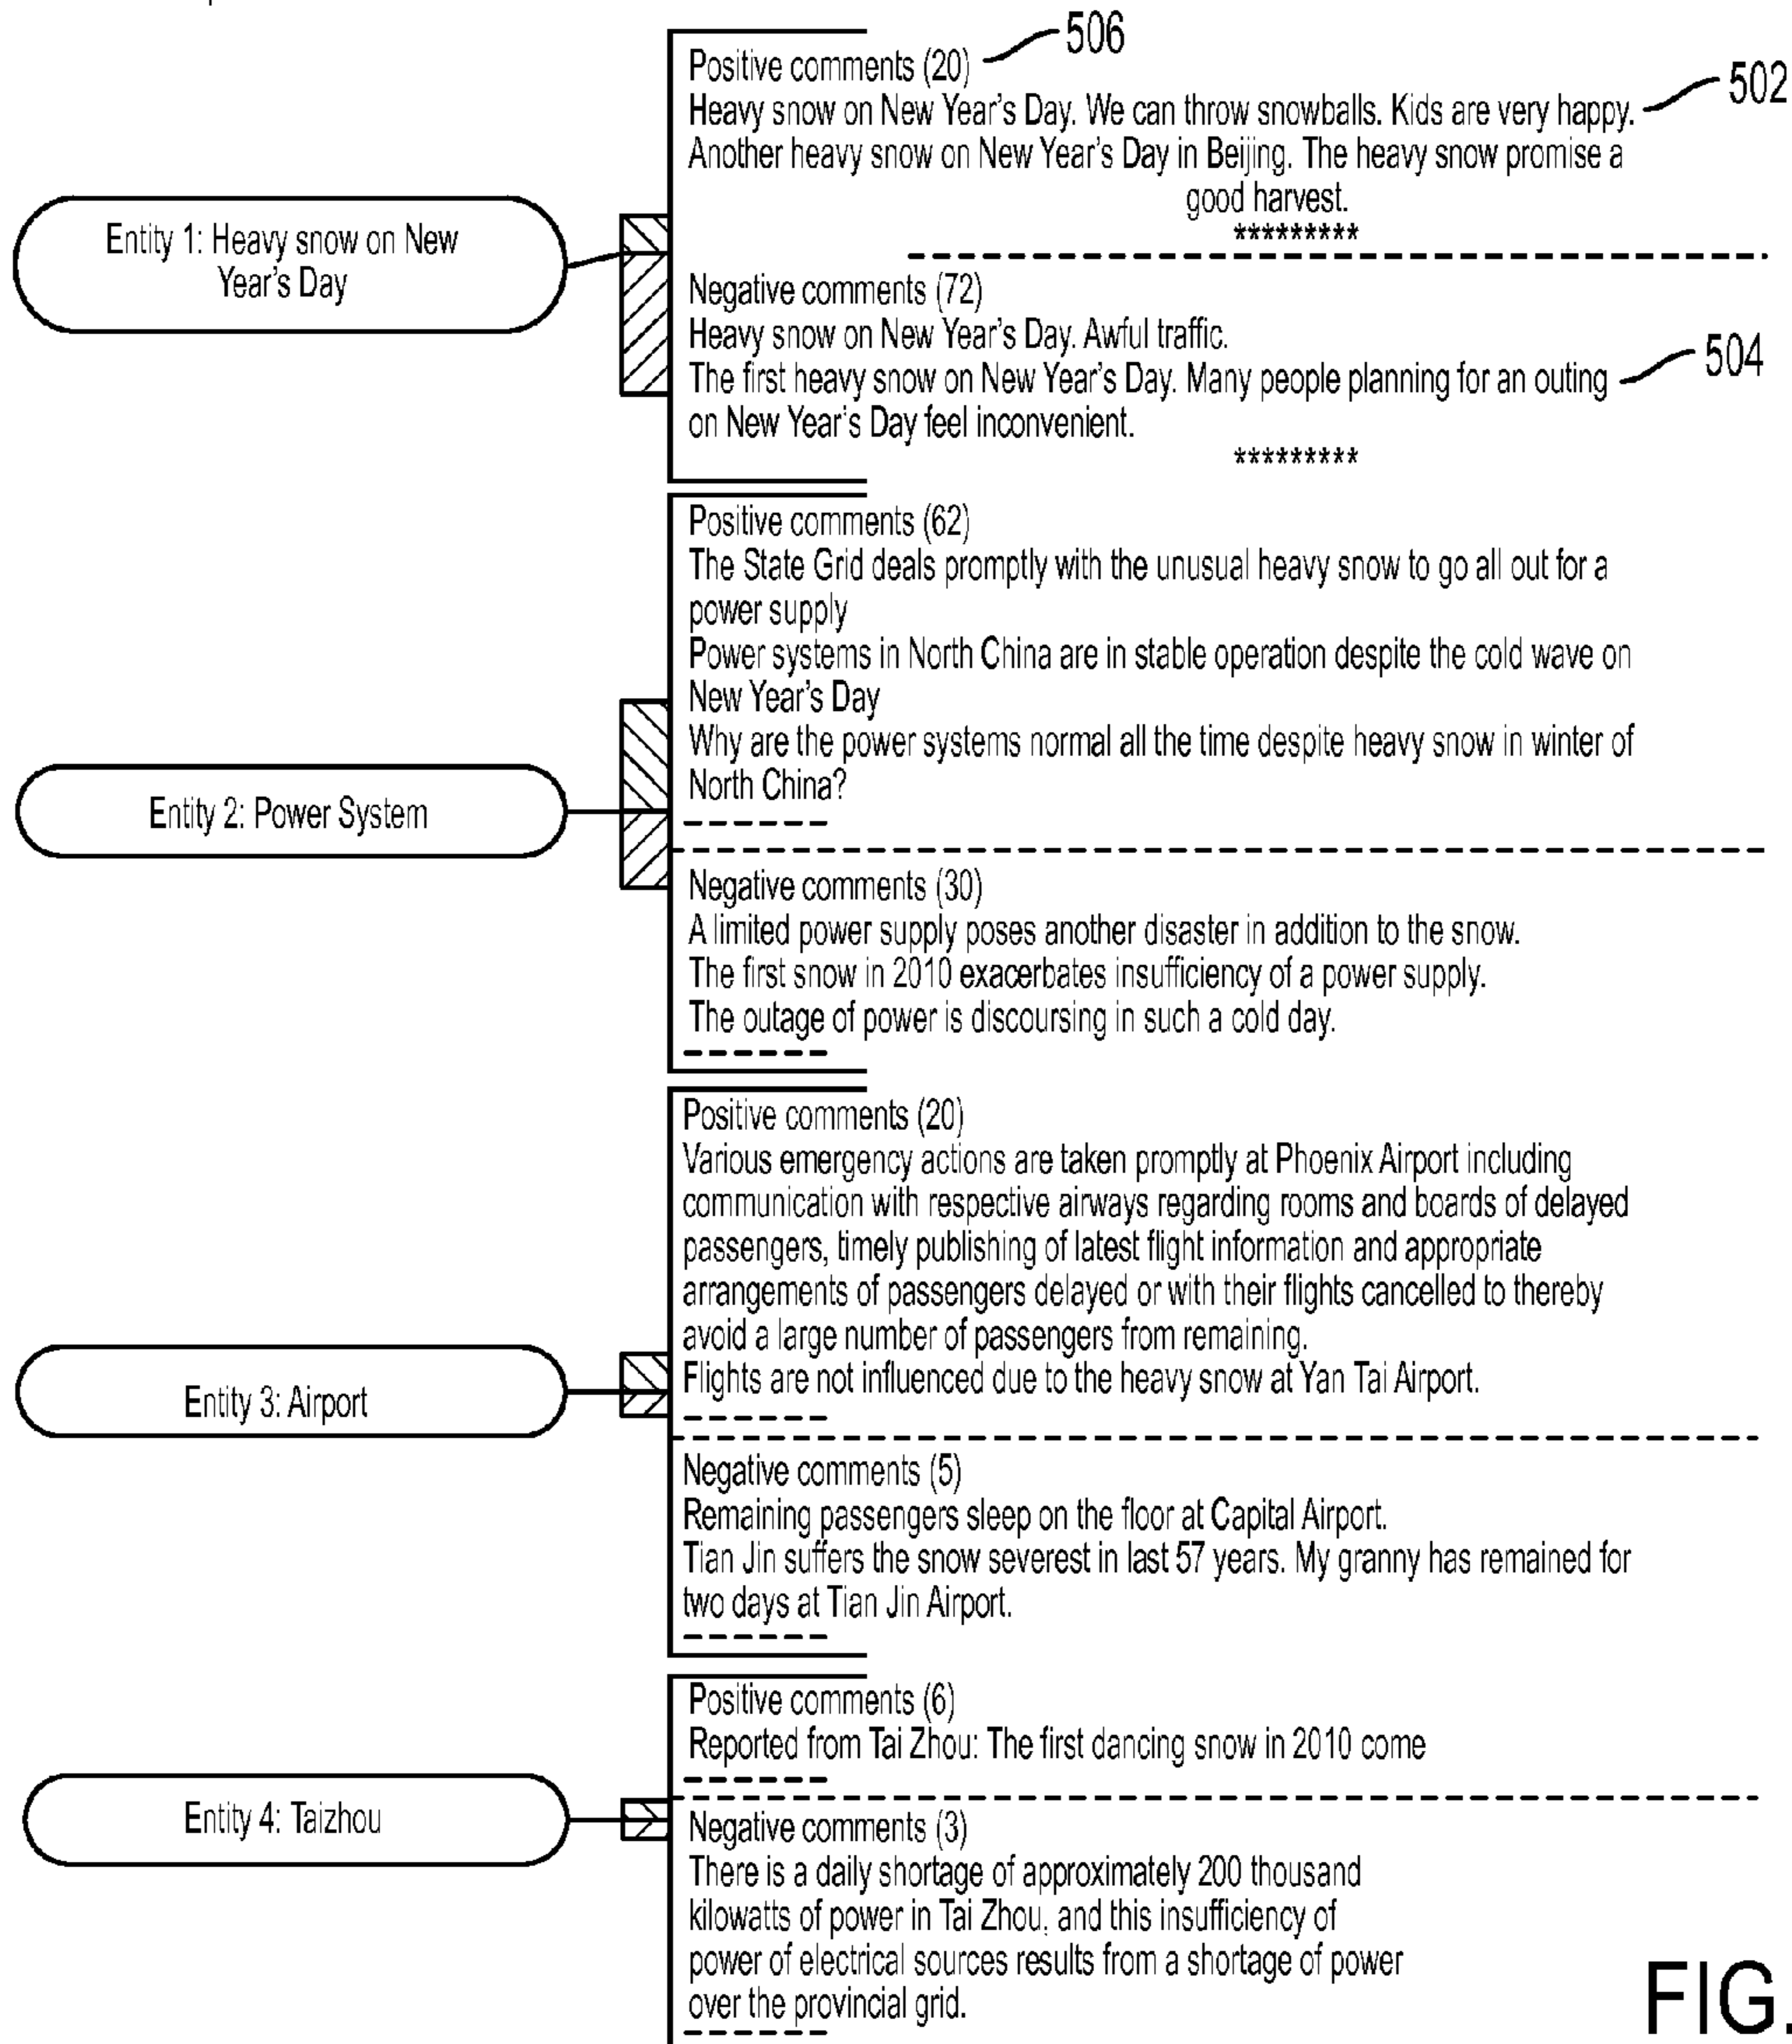 506
Positive comments (20)
502
Heavy snow on New Year's Day. We can throw snowballs. Kids are very happy.
Another heavy snow on New Year's Day in Beijing. The heavy snow promise a
good harvest.
*********
Entity 1: Heavy snow on New
Year's Day
Negative comments (72)
Heavy snow on New Year's Day. Awful traffic.
504
The first heavy snow on New Year's Day. Many people planning for an outing
on New Year's Day feel inconvenient.
*********
Positive comments (62)
The State Grid deals promptly with the unusual heavy snow to go all out for a
power supply
Power systems in North China are in stable operation despite the cold wave on
New Year's Day
Why are the power systems normal all the time despite heavy snow in winter of
North China?
Entity 2: Power System
Negative comments (30)
A limited power supply poses another disaster in addition to the snow.
The first snow in 2010 exacerbates insufficiency of a power supply.
The outage of power is discoursing in such a cold day.
Positive comments (20)
Various emergency actions are taken promptly at Phoenix Airport including
communication with respective airways regarding rooms and boards of delayed
passengers, timely publishing of latest flight information and appropriate
arrangements of passengers delayed or with their flights cancelled to thereby
avoid a large number of passengers from remaining.
Flights are not influenced due to the heavy snow at Yan Tai Airport.
Entity 3: Airport
Negative comments (5)
Remaining passengers sleep on the floor at Capital Airport.
Tian Jin suffers the snow severest in last 57 years. My granny has remained for
two days at Tian Jin Airport.
Positive comments (6)
Reported from Tai Zhou: The first dancing snow in 2010 come
Entity 4: Taizhou
Negative comments (3)
There is a daily shortage of approximately 200 thousand
kilowatts of power in Tai Zhou, and this insufficiency of
power of electrical sources results from a shortage of power
over the provincial grid.
FIG.